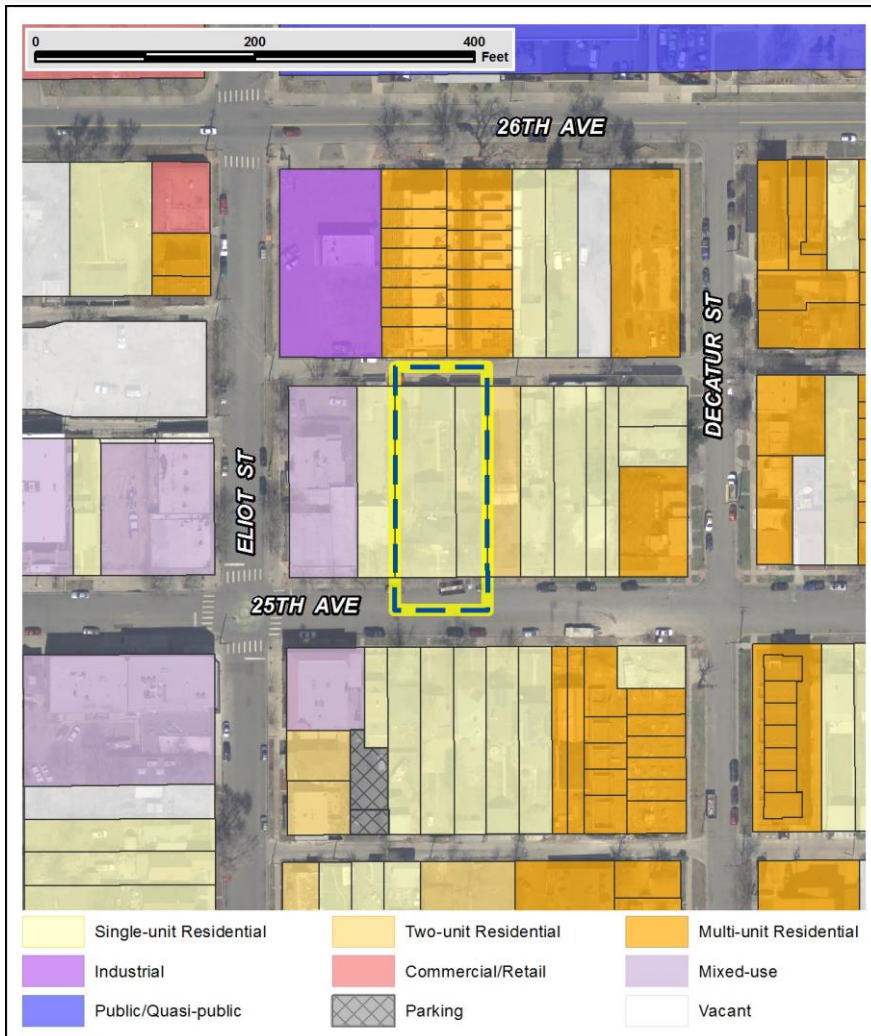 0 200 400
Feet
26TH AVE
DECATUR ST
ELIOT ST
25TH AVE
Single-unit Residential Two-unit Residential Multi-unit Residential
Industrial Commercial/Retail Mixed-use
Public/Quasi-public Parking Vacant